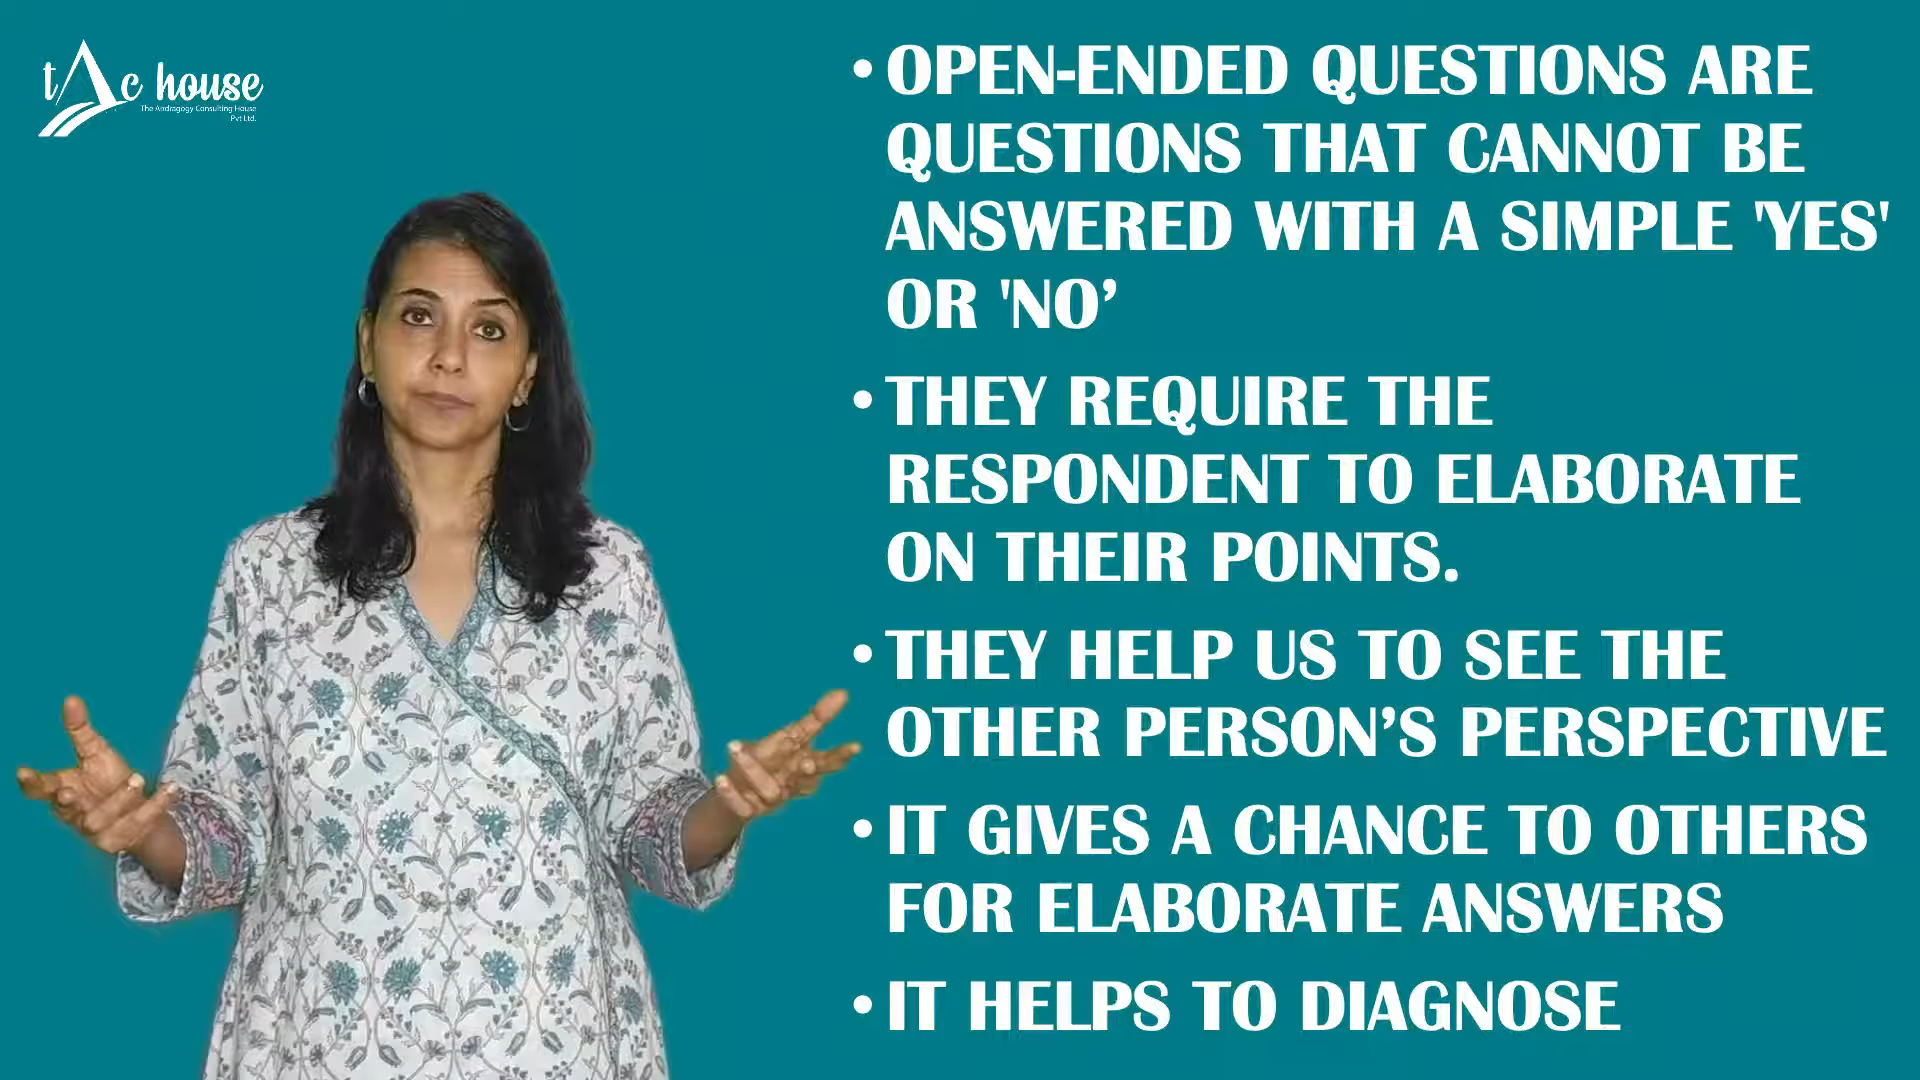 tAc house
The Andragogy Consulting House
Pvt Ltd.
• OPEN-ENDED QUESTIONS ARE
QUESTIONS THAT CANNOT BE
ANSWERED WITH A SIMPLE 'YES'
OR 'NO’
• THEY REQUIRE THE
RESPONDENT TO ELABORATE
ON THEIR POINTS.
• THEY HELP US TO SEE THE
OTHER PERSON’S PERSPECTIVE
• IT GIVES A CHANCE TO OTHERS
FOR ELABORATE ANSWERS
• IT HELPS TO DIAGNOSE